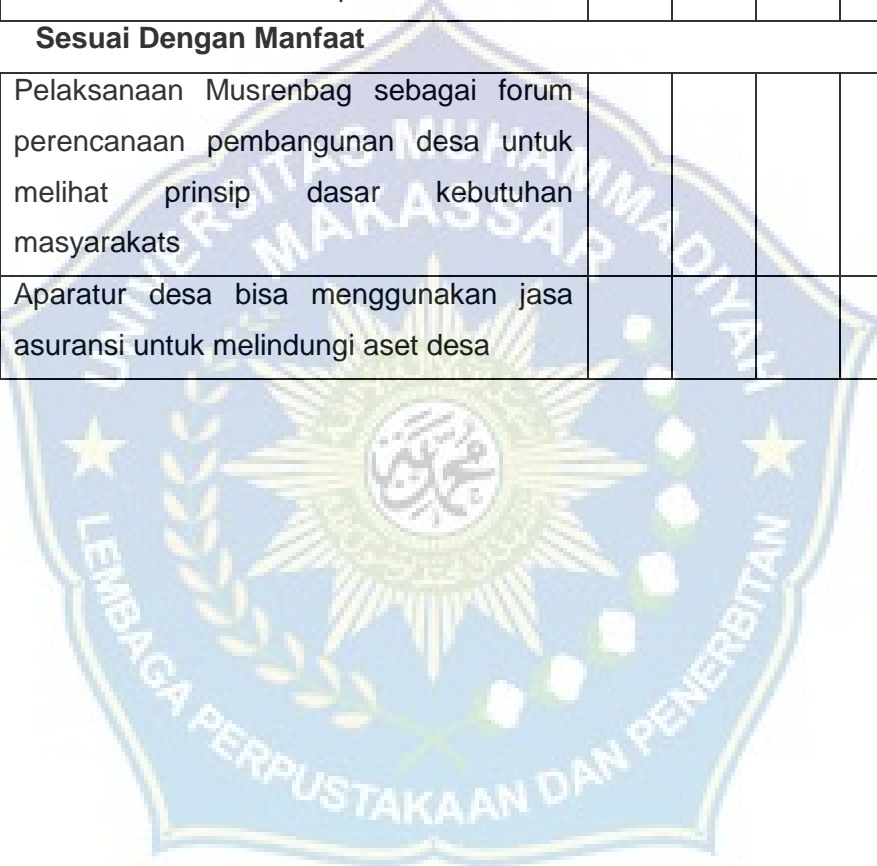 Sesuai Dengan Manfaat
Pelaksanaan Musrenbag sebagai forum
perencanaan pembangunan desa untuk
melihat prinsip dasar kebutuhan
masyarakats
Aparatur desa bisa menggunakan jasa
asuransi untuk melindungi aset desa
UNIVERSITAS MUHAMMADIYAH
MAKASSAR
LEMBAGA PERPUSTAKAAN DAN PENERBITAN